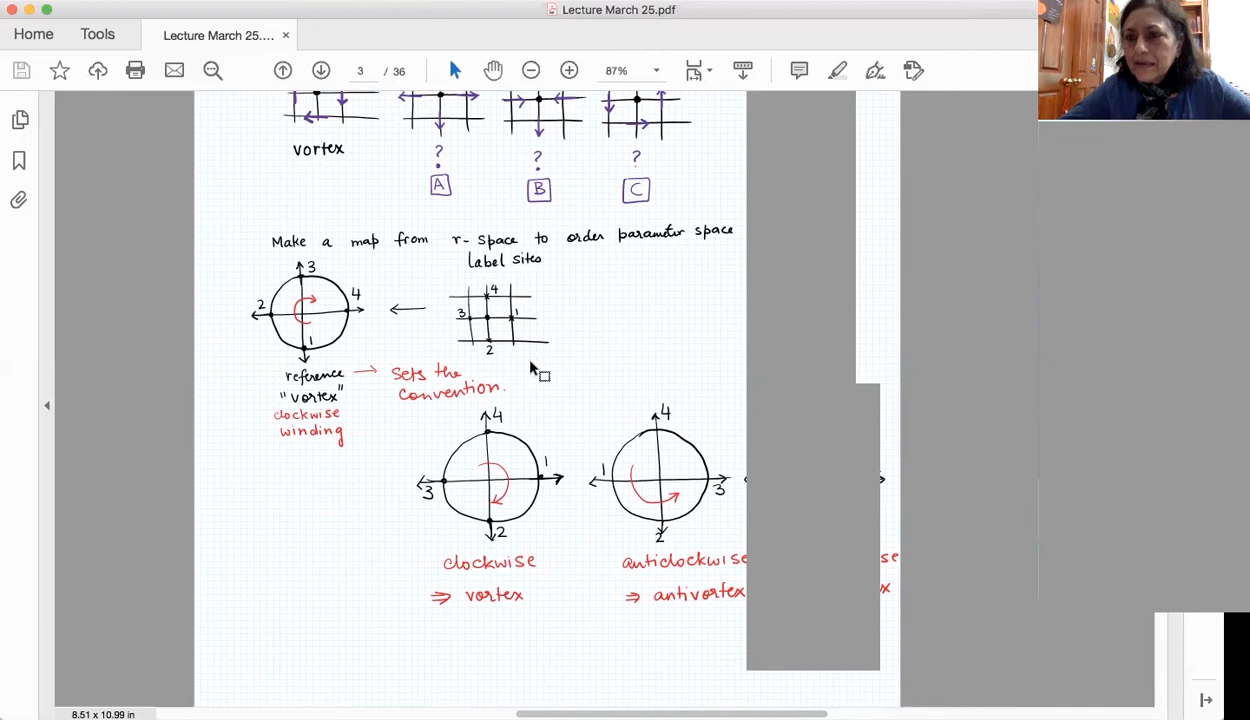 Lecture March 25.pdf
Home Tools Lecture March 25.... ×
3 / 36 87%
vortex
? ? ?
A B C
Make a map from r-space to order parameter space
label sites
3
2 4
1
4
3 1
2
reference → sets the
"vortex" convention.
clockwise
winding
4 4
1 1
3 3
2 2
clockwise anticlockwise se
⇒ vortex ⇒ antivortex x
8.51 x 10.99 in